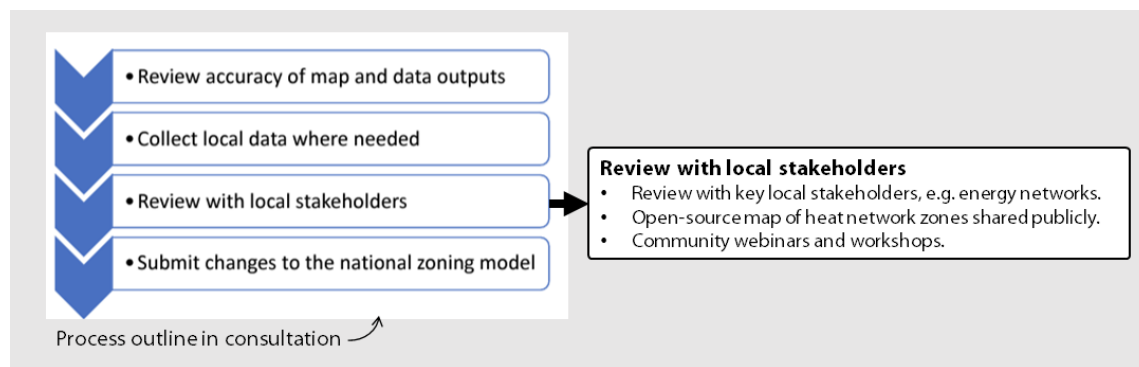 • Review accuracy of map and data outputs
• Collect local data where needed
• Review with local stakeholders
• Submit changes to the national zoning model
Process outline in consultation
Review with local stakeholders
• Review with key local stakeholders, e.g. energy networks.
• Open-source map of heat network zones shared publicly.
• Community webinars and workshops.